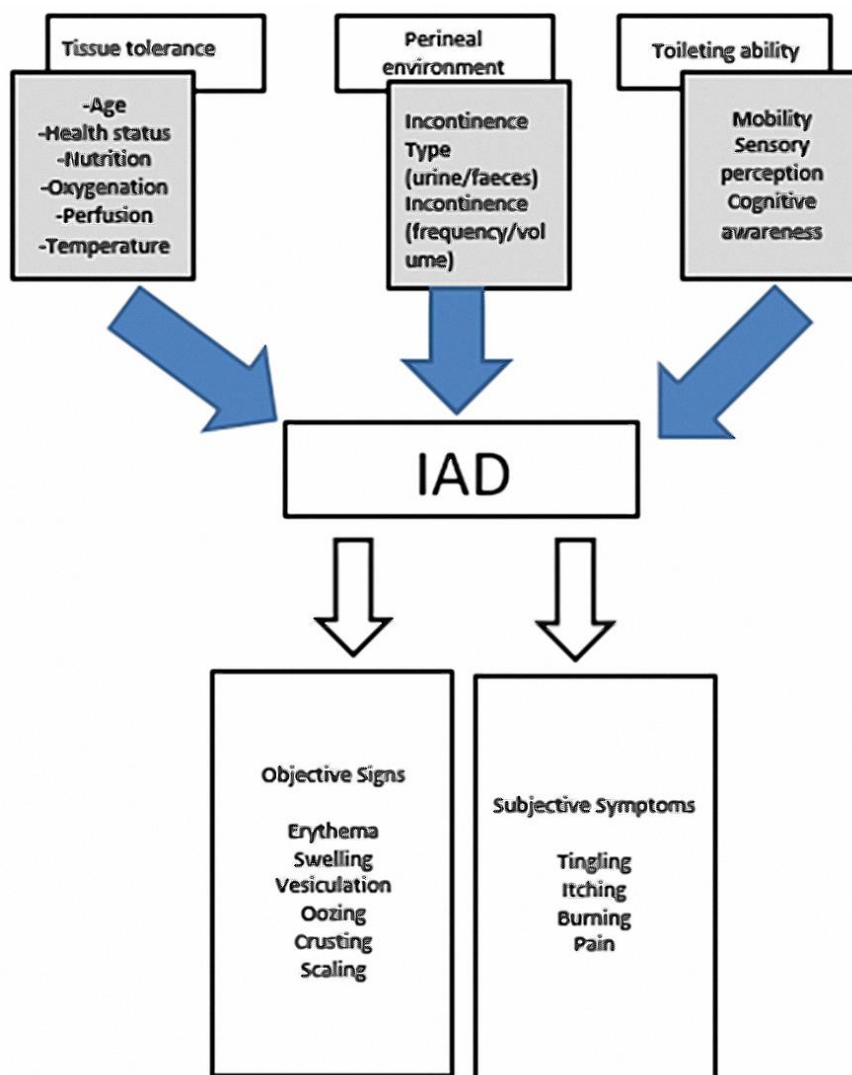 Tissue tolerance
-Age
-Health status
-Nutrition
-Oxygenation
-Perfusion
-Temperature
Perineal
environment
Incontinence
Type
(urine/faeces)
Incontinence
(frequency/vol
ume)
Toileting ability
Mobility
Sensory
perception
Cognitive
awareness
IAD
Objective Signs
Erythema
Swelling
Vesiculation
Oozing
Crusting
Scaling
Subjective Symptoms
Tingling
Itching
Burning
Pain